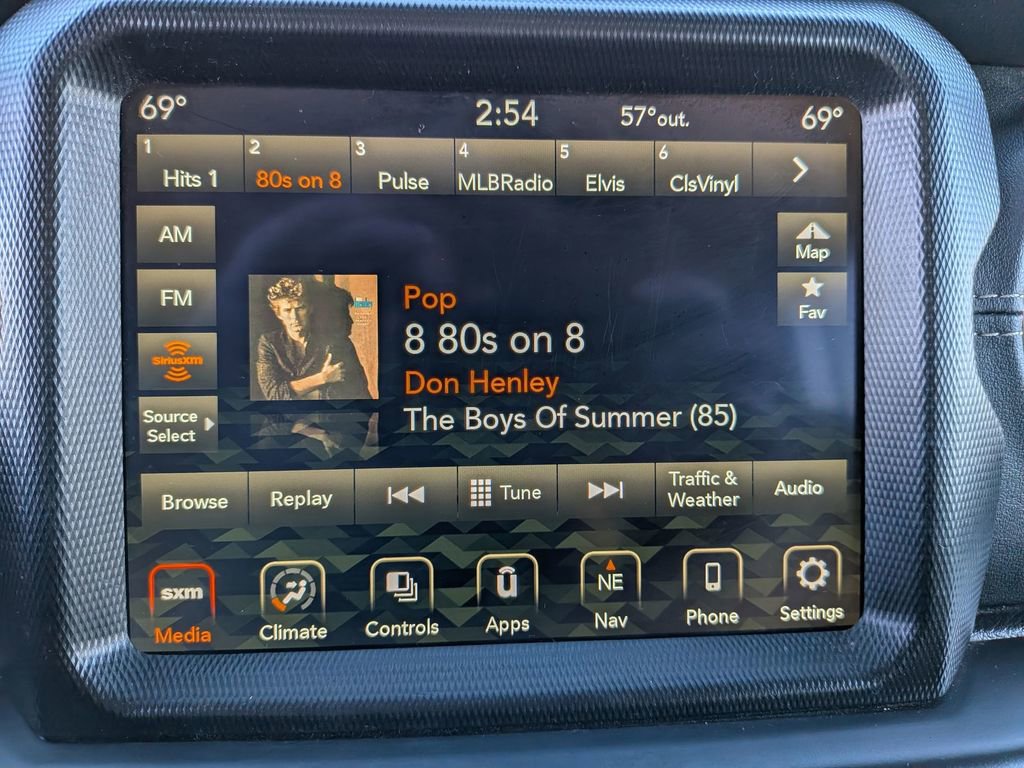 69° 2:54 57°out. 69°
1 2 3 4 5 6
Hits 1 80s on 8 Pulse MLBRadio Elvis ClsVinyl
AM
Map
FM
Fav
SiriusXM
Pop
8 80s on 8
Don Henley
The Boys Of Summer (85)
Source
Select
Browse Replay Tune Traffic & Weather Audio
sxm NE
Media Climate Controls Apps Nav Phone Settings